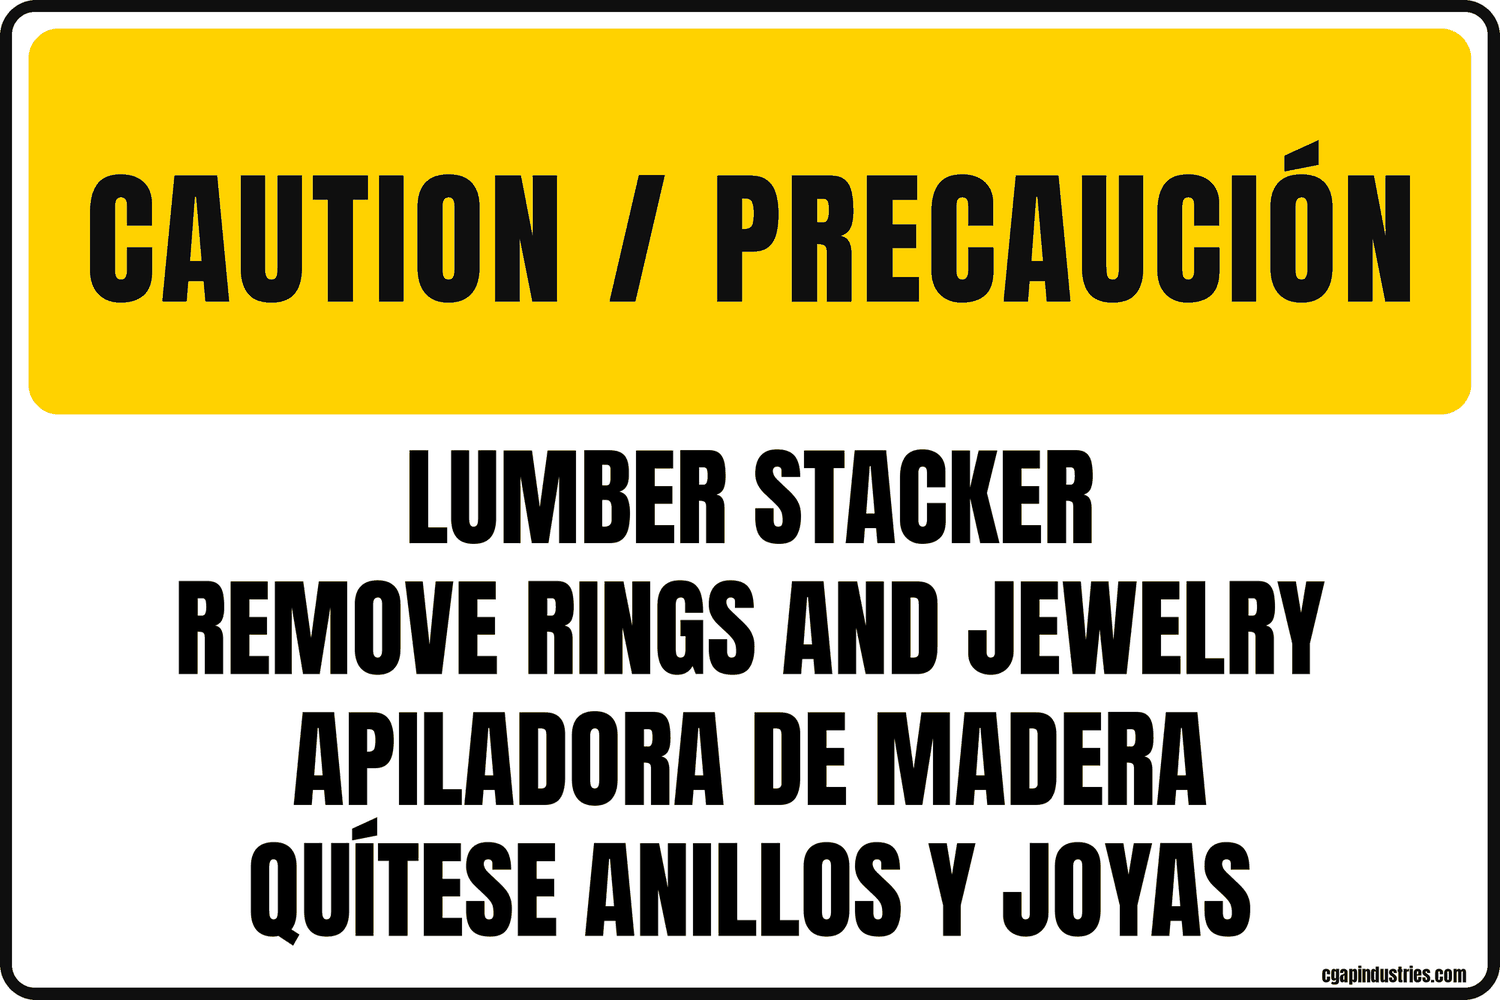 CAUTION / PRECAUCIÓN
LUMBER STACKER
REMOVE RINGS AND JEWELRY
APILADORA DE MADERA
QUÍTESE ANILLOS Y JOYAS
cgapindustries.com